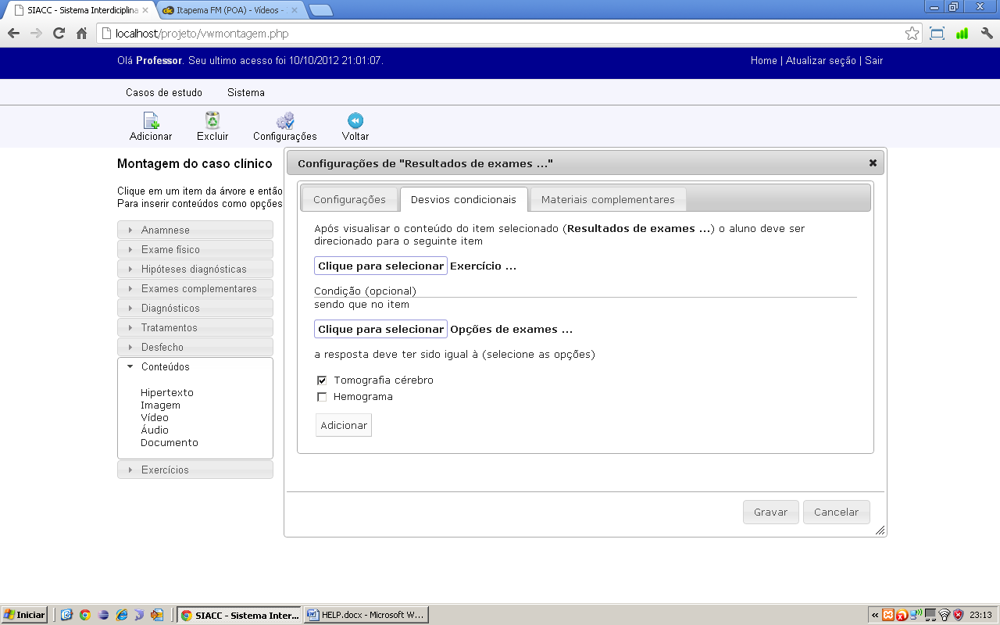 SIACC - Sistema Interdiciplina
Itapema FM (POA) - Vídeos -
localhost/projeto/vwmontagem.php
Olá Professor. Seu ultimo acesso foi 10/10/2012 21:01:07.
Home | Atualizar seção | Sair
Casos de estudo Sistema
Adicionar Excluir Configurações Voltar
Montagem do caso clínico
Clique em um item da árvore e então
Para inserir conteúdos como opções
Anamnese
Exame físico
Hipóteses diagnósticas
Exames complementares
Diagnósticos
Tratamentos
Desfecho
Conteúdos
Hipertexto
Imagem
Vídeo
Áudio
Documento
Exercícios
Configurações de "Resultados de exames ..."
Configurações Desvios condicionais Materiais complementares
Após visualisar o conteúdo do item selecionado (Resultados de exames ...) o aluno deve ser
direcionado para o seguinte item
Clique para selecionar Exercício ...
Condição (opcional)
sendo que no item
Clique para selecionar Opções de exames ...
a resposta deve ter sido igual à (selecione as opções)
Tomografia cérebro
Hemograma
Adicionar
Gravar Cancelar
Iniciar
SIACC - Sistema Inter...
HELP.docx - Microsoft W...
23:13